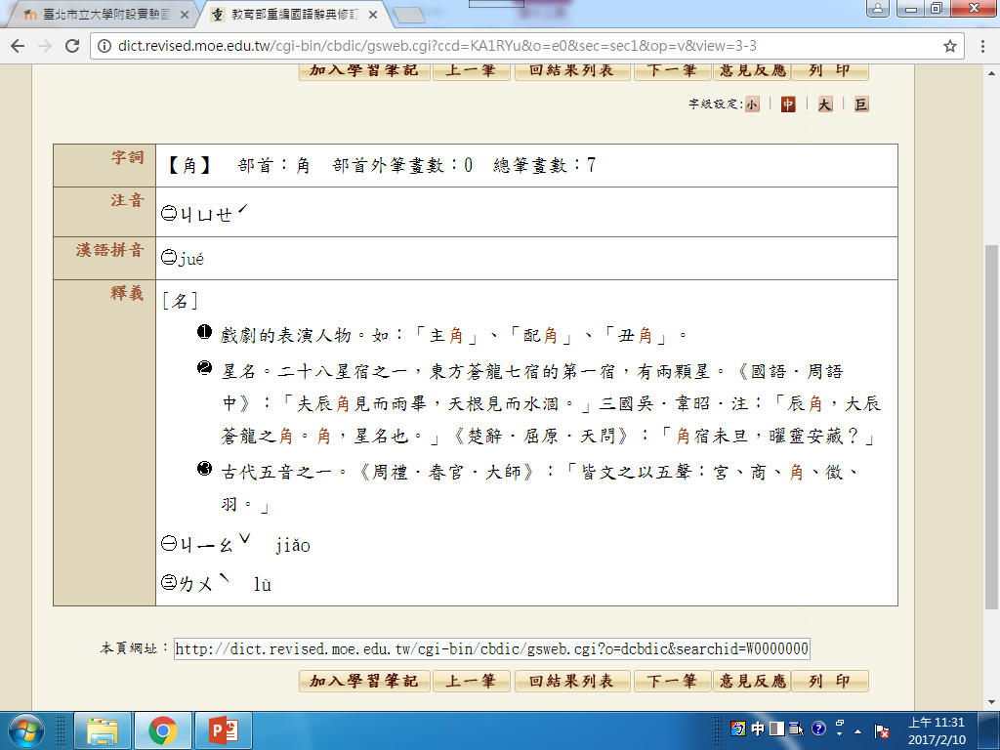 臺北市立大學附設實驗國
教育部重編國語辭典修訂
dict.revised.moe.edu.tw/cgi-bin/cbdic/gsweb.cgi?ccd=KA1RYu&o=e0&sec=sec1&op=v&view=3-3
加入學習筆記 上一筆 回結果列表 下一筆 意見反應 列 印
字級設定:小 | 中 | 大 | 巨
字詞 【角】 部首：角 部首外筆畫數：0 總筆畫數：7
注音 ㊁ㄐㄩㄝˊ
漢語拼音 ㊁jué
釋義 [名]
❶ 戲劇的表演人物。如：「主角」、「配角」、「丑角」。
❷ 星名。二十八星宿之一，東方蒼龍七宿的第一宿，有兩顆星。《國語．周語
中》：「夫辰角見而雨畢，天根見而水涸。」三國吳．韋昭．注：「辰角，大辰
蒼龍之角。角，星名也。」《楚辭．屈原．天問》：「角宿未旦，曜靈安藏？」
❸ 古代五音之一。《周禮．春官．大師》：「皆文之以五聲：宮、商、角、徵、
羽。」
㊀ㄐㄧㄠˇ jiǎo
㊂ㄌㄨˋ lù
本頁網址：http://dict.revised.moe.edu.tw/cgi-bin/cbdic/gsweb.cgi?o=dcbdic&searchid=W0000000
加入學習筆記 上一筆 回結果列表 下一筆 意見反應 列 印
中
上午 11:31
2017/2/10